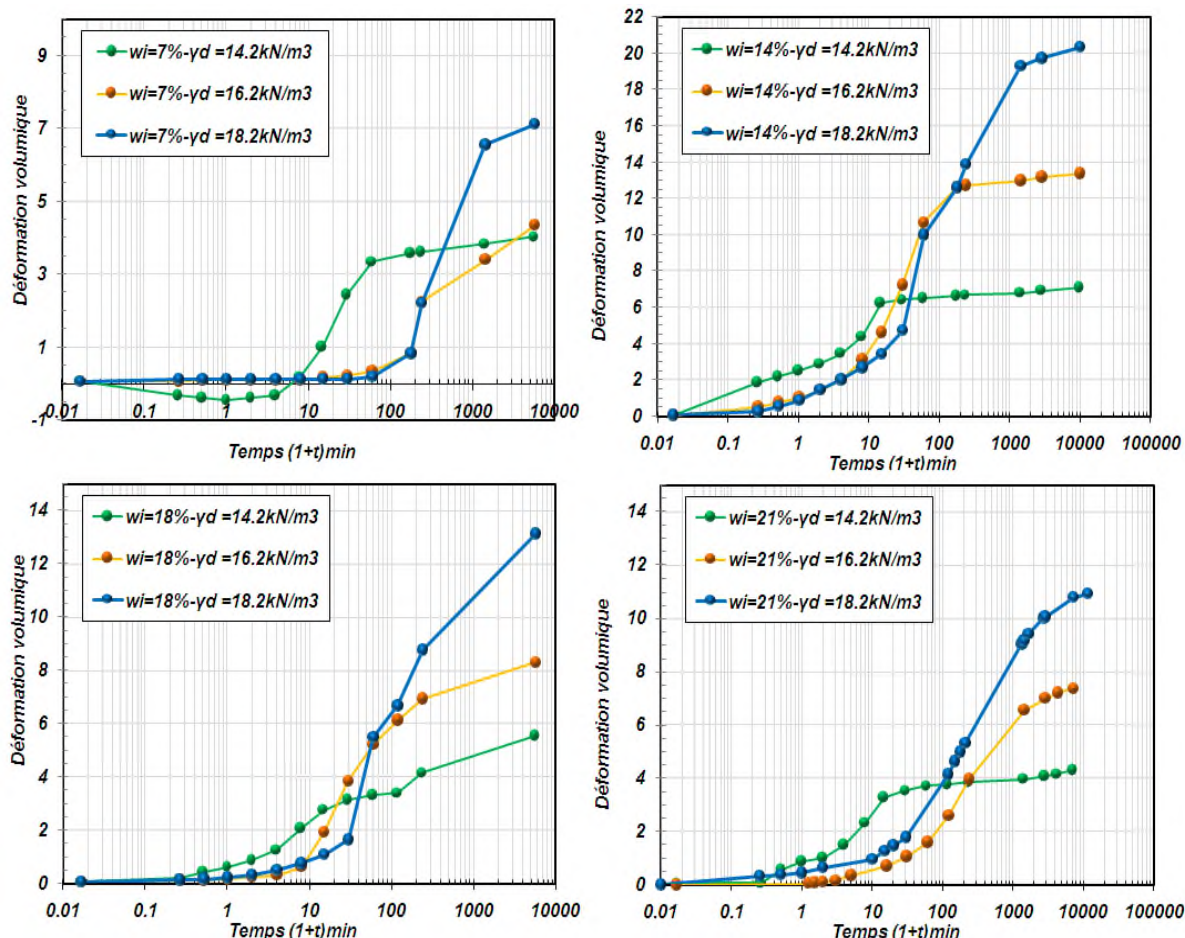 9
7
5
3
1
-1
Déformation volumique
wi=7%-γd =14.2kN/m3
wi=7%-γd =16.2kN/m3
wi=7%-γd =18.2kN/m3
0.01 0.1 1 10 100 1000 10000
Temps (1+t)min
22
20
18
16
14
12
10
8
6
4
2
0
Déformation volumique
wi=14%-γd =14.2kN/m3
wi=14%-γd =16.2kN/m3
wi=14%-γd =18.2kN/m3
0.01 0.1 1 10 100 1000 10000 100000
Temps (1+t)min
14
12
10
8
6
4
2
0
Déformation volumique
wi=18%-γd =14.2kN/m3
wi=18%-γd =16.2kN/m3
wi=18%-γd =18.2kN/m3
0.01 0.1 1 10 100 1000 10000
Temps (1+t)min
14
12
10
8
6
4
2
0
Déformation volumique
wi=21%-γd =14.2kN/m3
wi=21%-γd =16.2kN/m3
wi=21%-γd =18.2kN/m3
0.01 0.1 1 10 100 1000 10000 100000
Temps (1+t)min